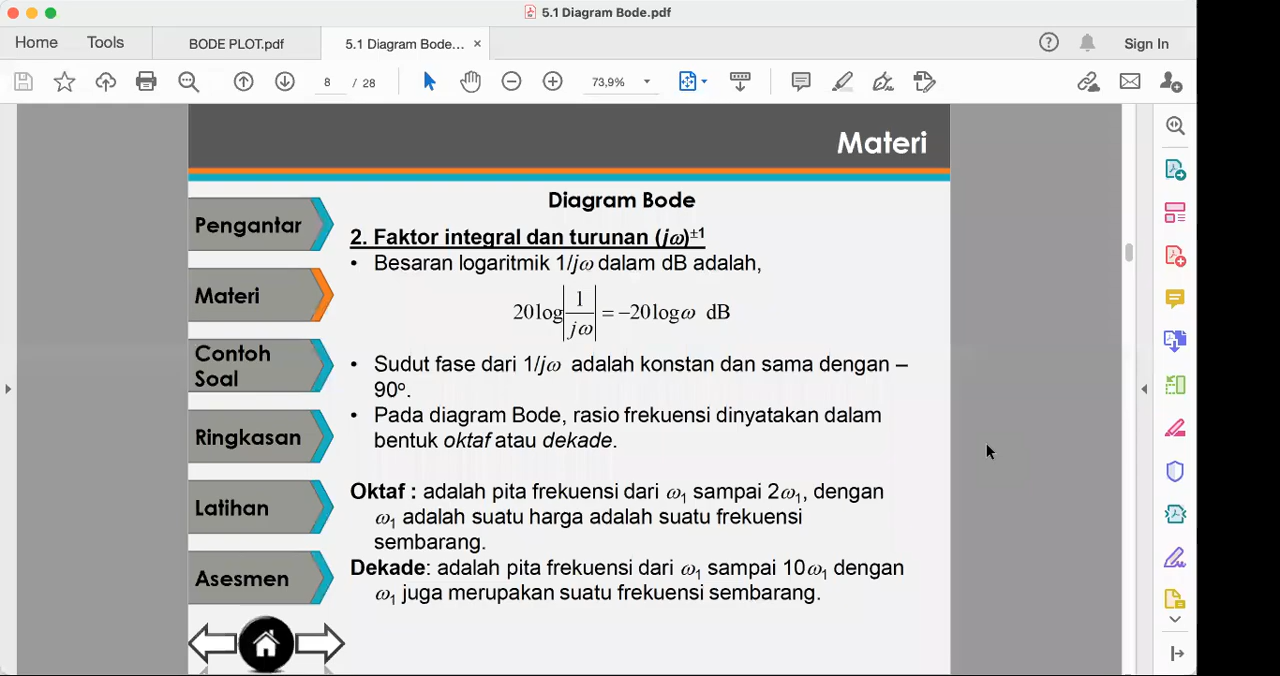 5.1 Diagram Bode.pdf
Home Tools BODE PLOT.pdf 5.1 Diagram Bode... × Sign In
8 / 28 73,9%
Materi
Diagram Bode
Pengantar
Materi
Contoh
Soal
Ringkasan
Latihan
Asesmen
2. Faktor integral dan turunan (jω)±1
• Besaran logaritmik 1/jω dalam dB adalah,
20log|1/jω| = −20logω dB
• Sudut fase dari 1/jω adalah konstan dan sama dengan –
90o.
• Pada diagram Bode, rasio frekuensi dinyatakan dalam
bentuk oktaf atau dekade.
Oktaf : adalah pita frekuensi dari ω1 sampai 2ω1, dengan
ω1 adalah suatu harga adalah suatu frekuensi
sembarang.
Dekade: adalah pita frekuensi dari ω1 sampai 10ω1 dengan
ω1 juga merupakan suatu frekuensi sembarang.